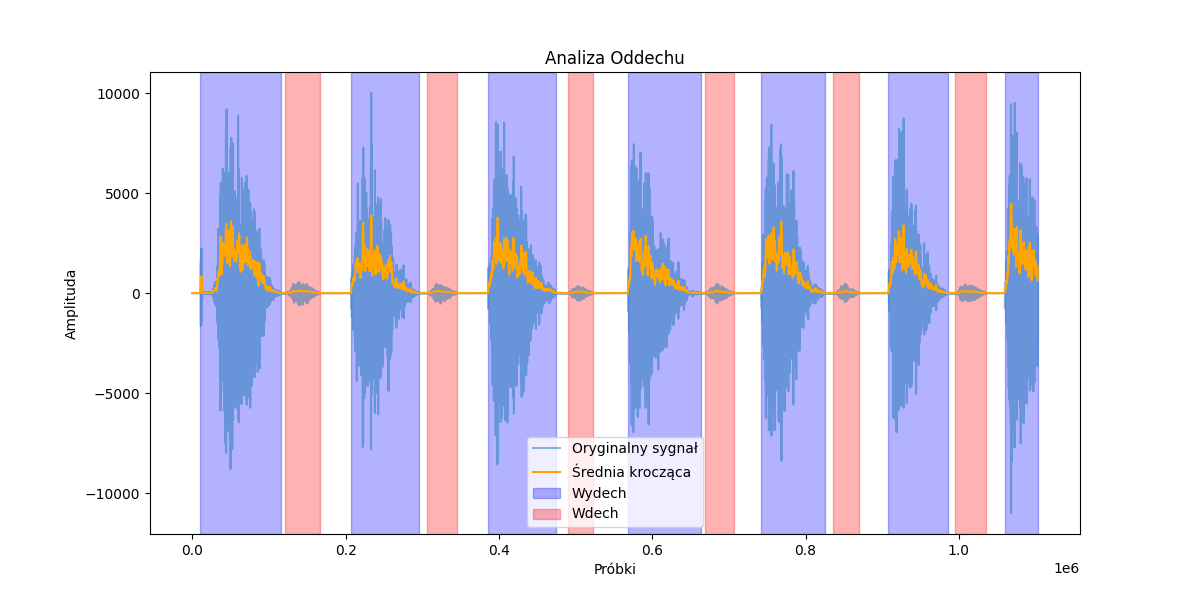 Analiza Oddechu
10000
5000
0
−5000
−10000
Amplituda
Oryginalny sygnał
Średnia krocząca
Wydech
Wdech
0.0 0.2 0.4 0.6 0.8 1.0
Próbki
1e6